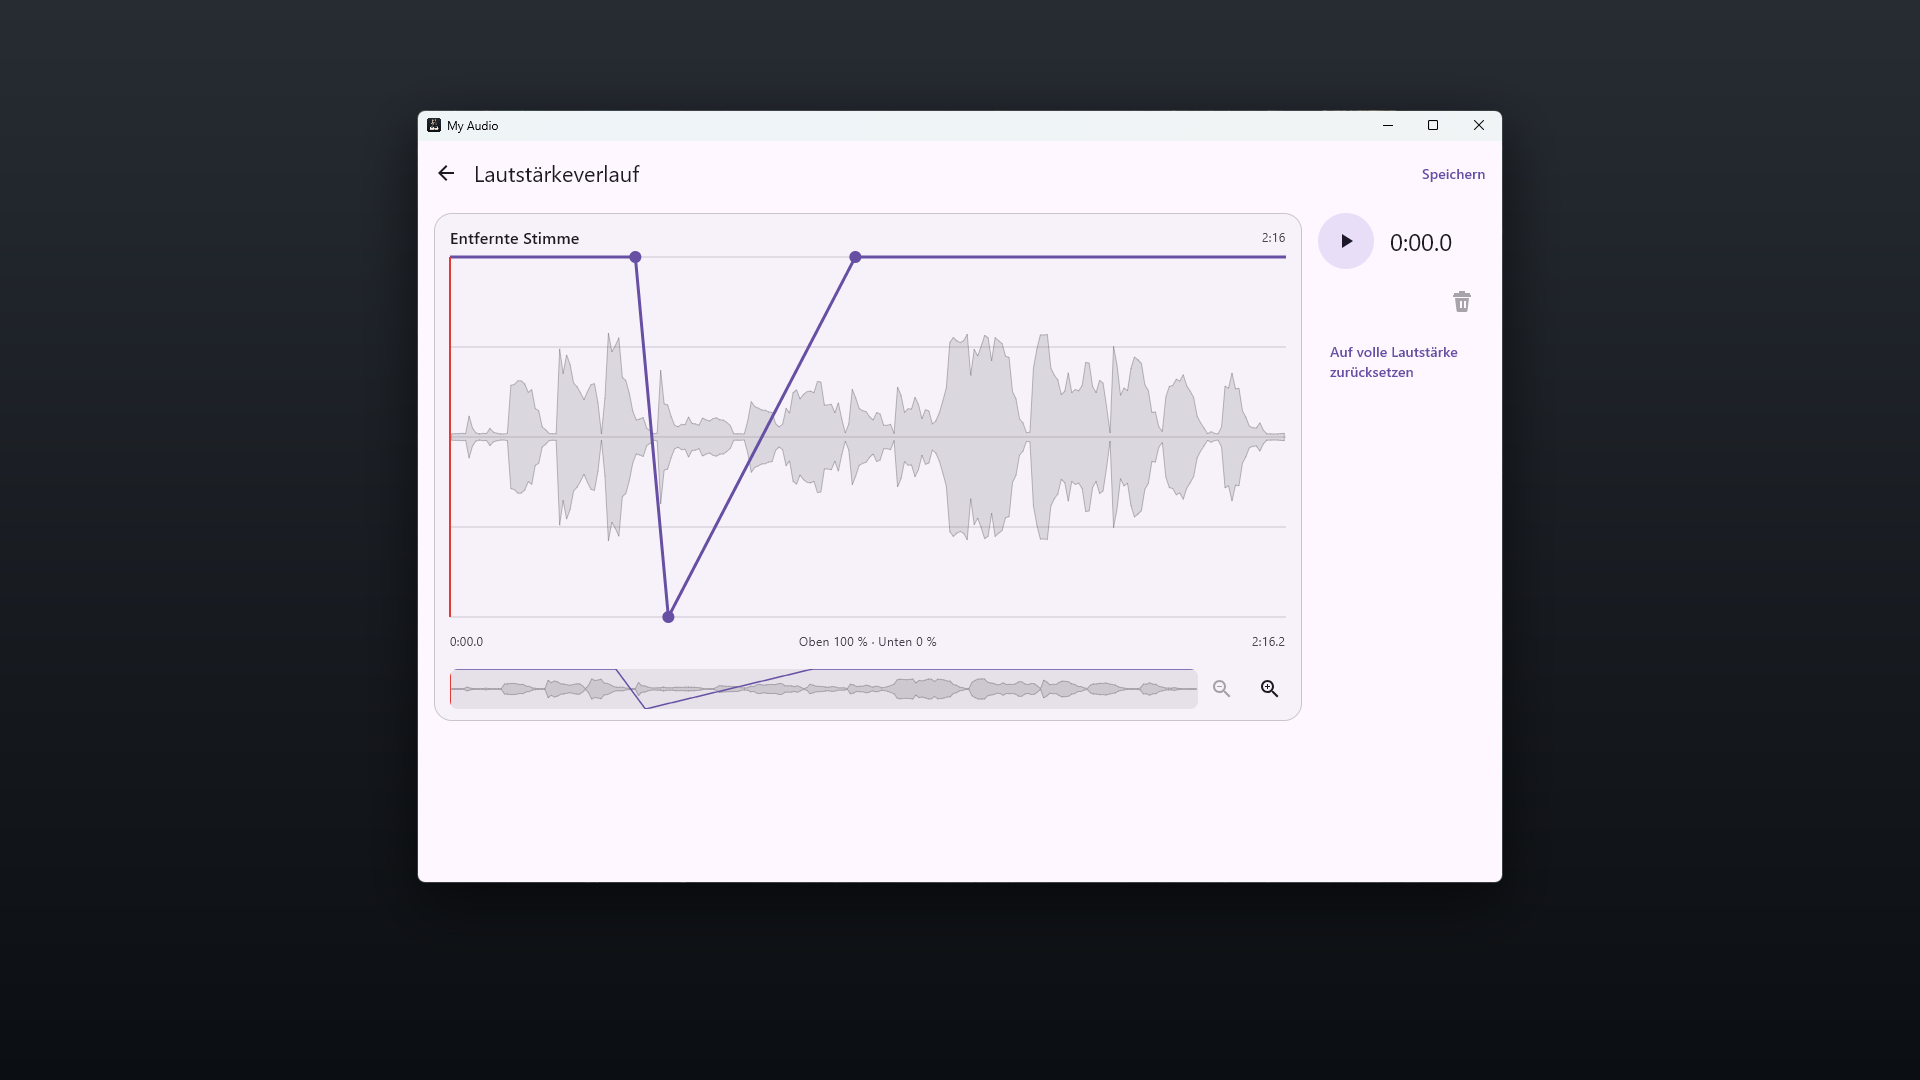 My Audio
Lautstärkeverlauf
Speichern
Entfernte Stimme
2:16
0:00.0
Auf volle Lautstärke
zurücksetzen
0:00.0
Oben 100 % · Unten 0 %
2:16.2